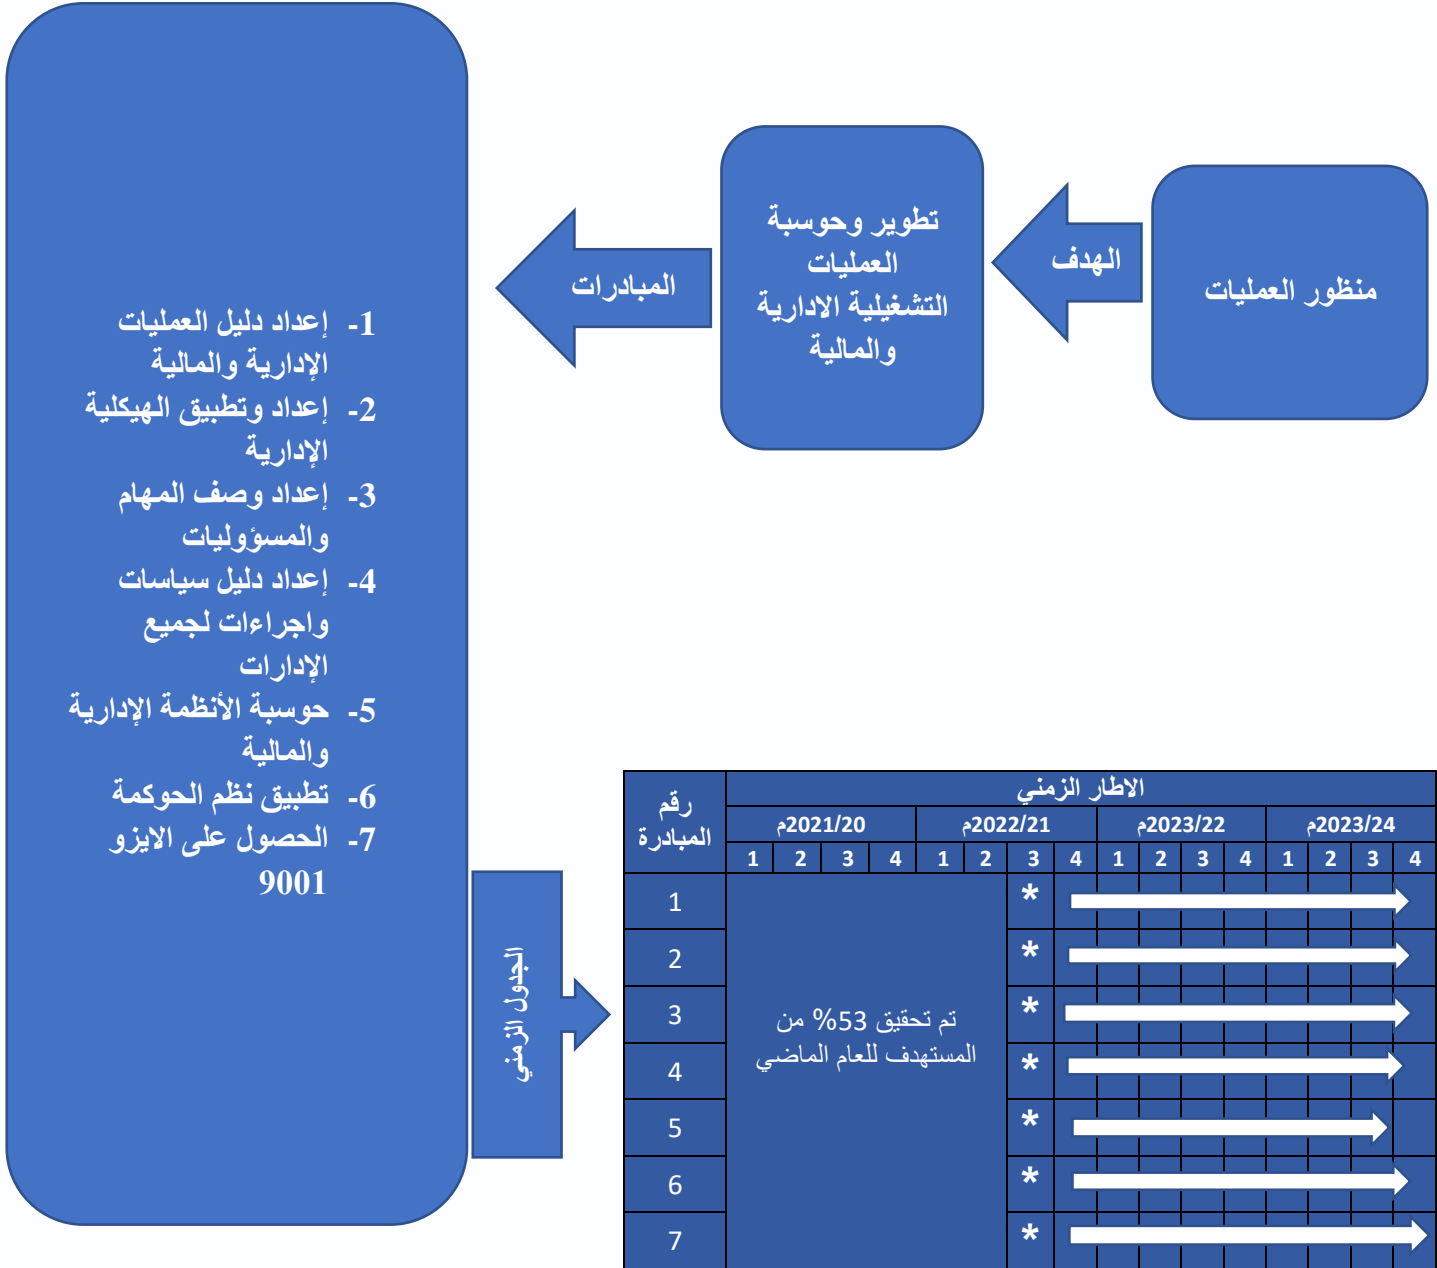 منظور العمليات
الهدف
تطوير وحوسبة
العمليات
التشغيلية الادارية
والمالية
المبادرات
1- إعداد دليل العمليات
الإدارية والمالية
2- إعداد وتطبيق الهيكلية
الإدارية
3- إعداد وصف المهام
والمسؤوليات
4- إعداد دليل سياسات
واجراءات لجميع
الإدارات
5- حوسبة الأنظمة الإدارية
والمالية
6- تطبيق نظم الحوكمة
7- الحصول على الايزو
9001
الجدول الزمني
رقم
المبادرة
الاطار الزمني
2021/20م 2022/21م 2023/22م 2023/24م
1 2 3 4 1 2 3 4 1 2 3 4 1 2 3 4
1 *
2 *
3 *
تم تحقيق 53% من
المستهدف للعام الماضي
4 *
5 *
6 *
7 *